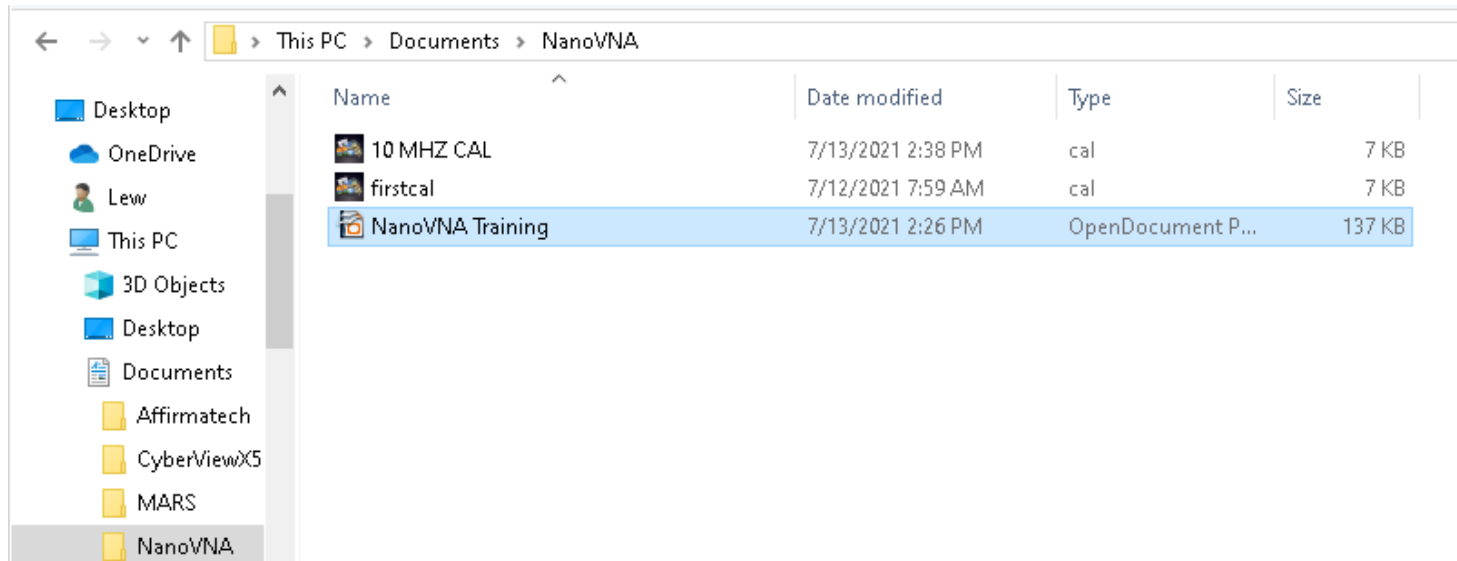 This PC > Documents > NanoVNA
Name Date modified Type Size
10 MHZ CAL 7/13/2021 2:38 PM cal 7 KB
firstcal 7/12/2021 7:59 AM cal 7 KB
NanoVNA Training 7/13/2021 2:26 PM OpenDocument P... 137 KB
Desktop
OneDrive
Lew
This PC
3D Objects
Desktop
Documents
Affirmatech
CyberViewX5
MARS
NanoVNA